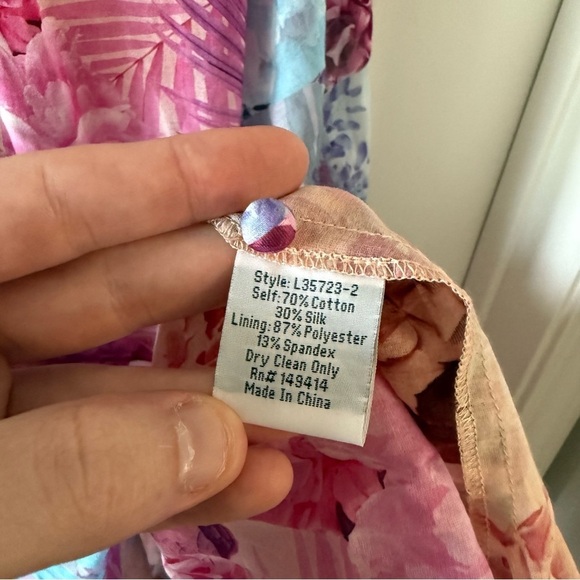 Style: L35723-2
Self:70% Cotton
30% Silk
Lining: 87% Polyester
13% Spandex
Dry Clean Only
Rn# 149414
Made In China